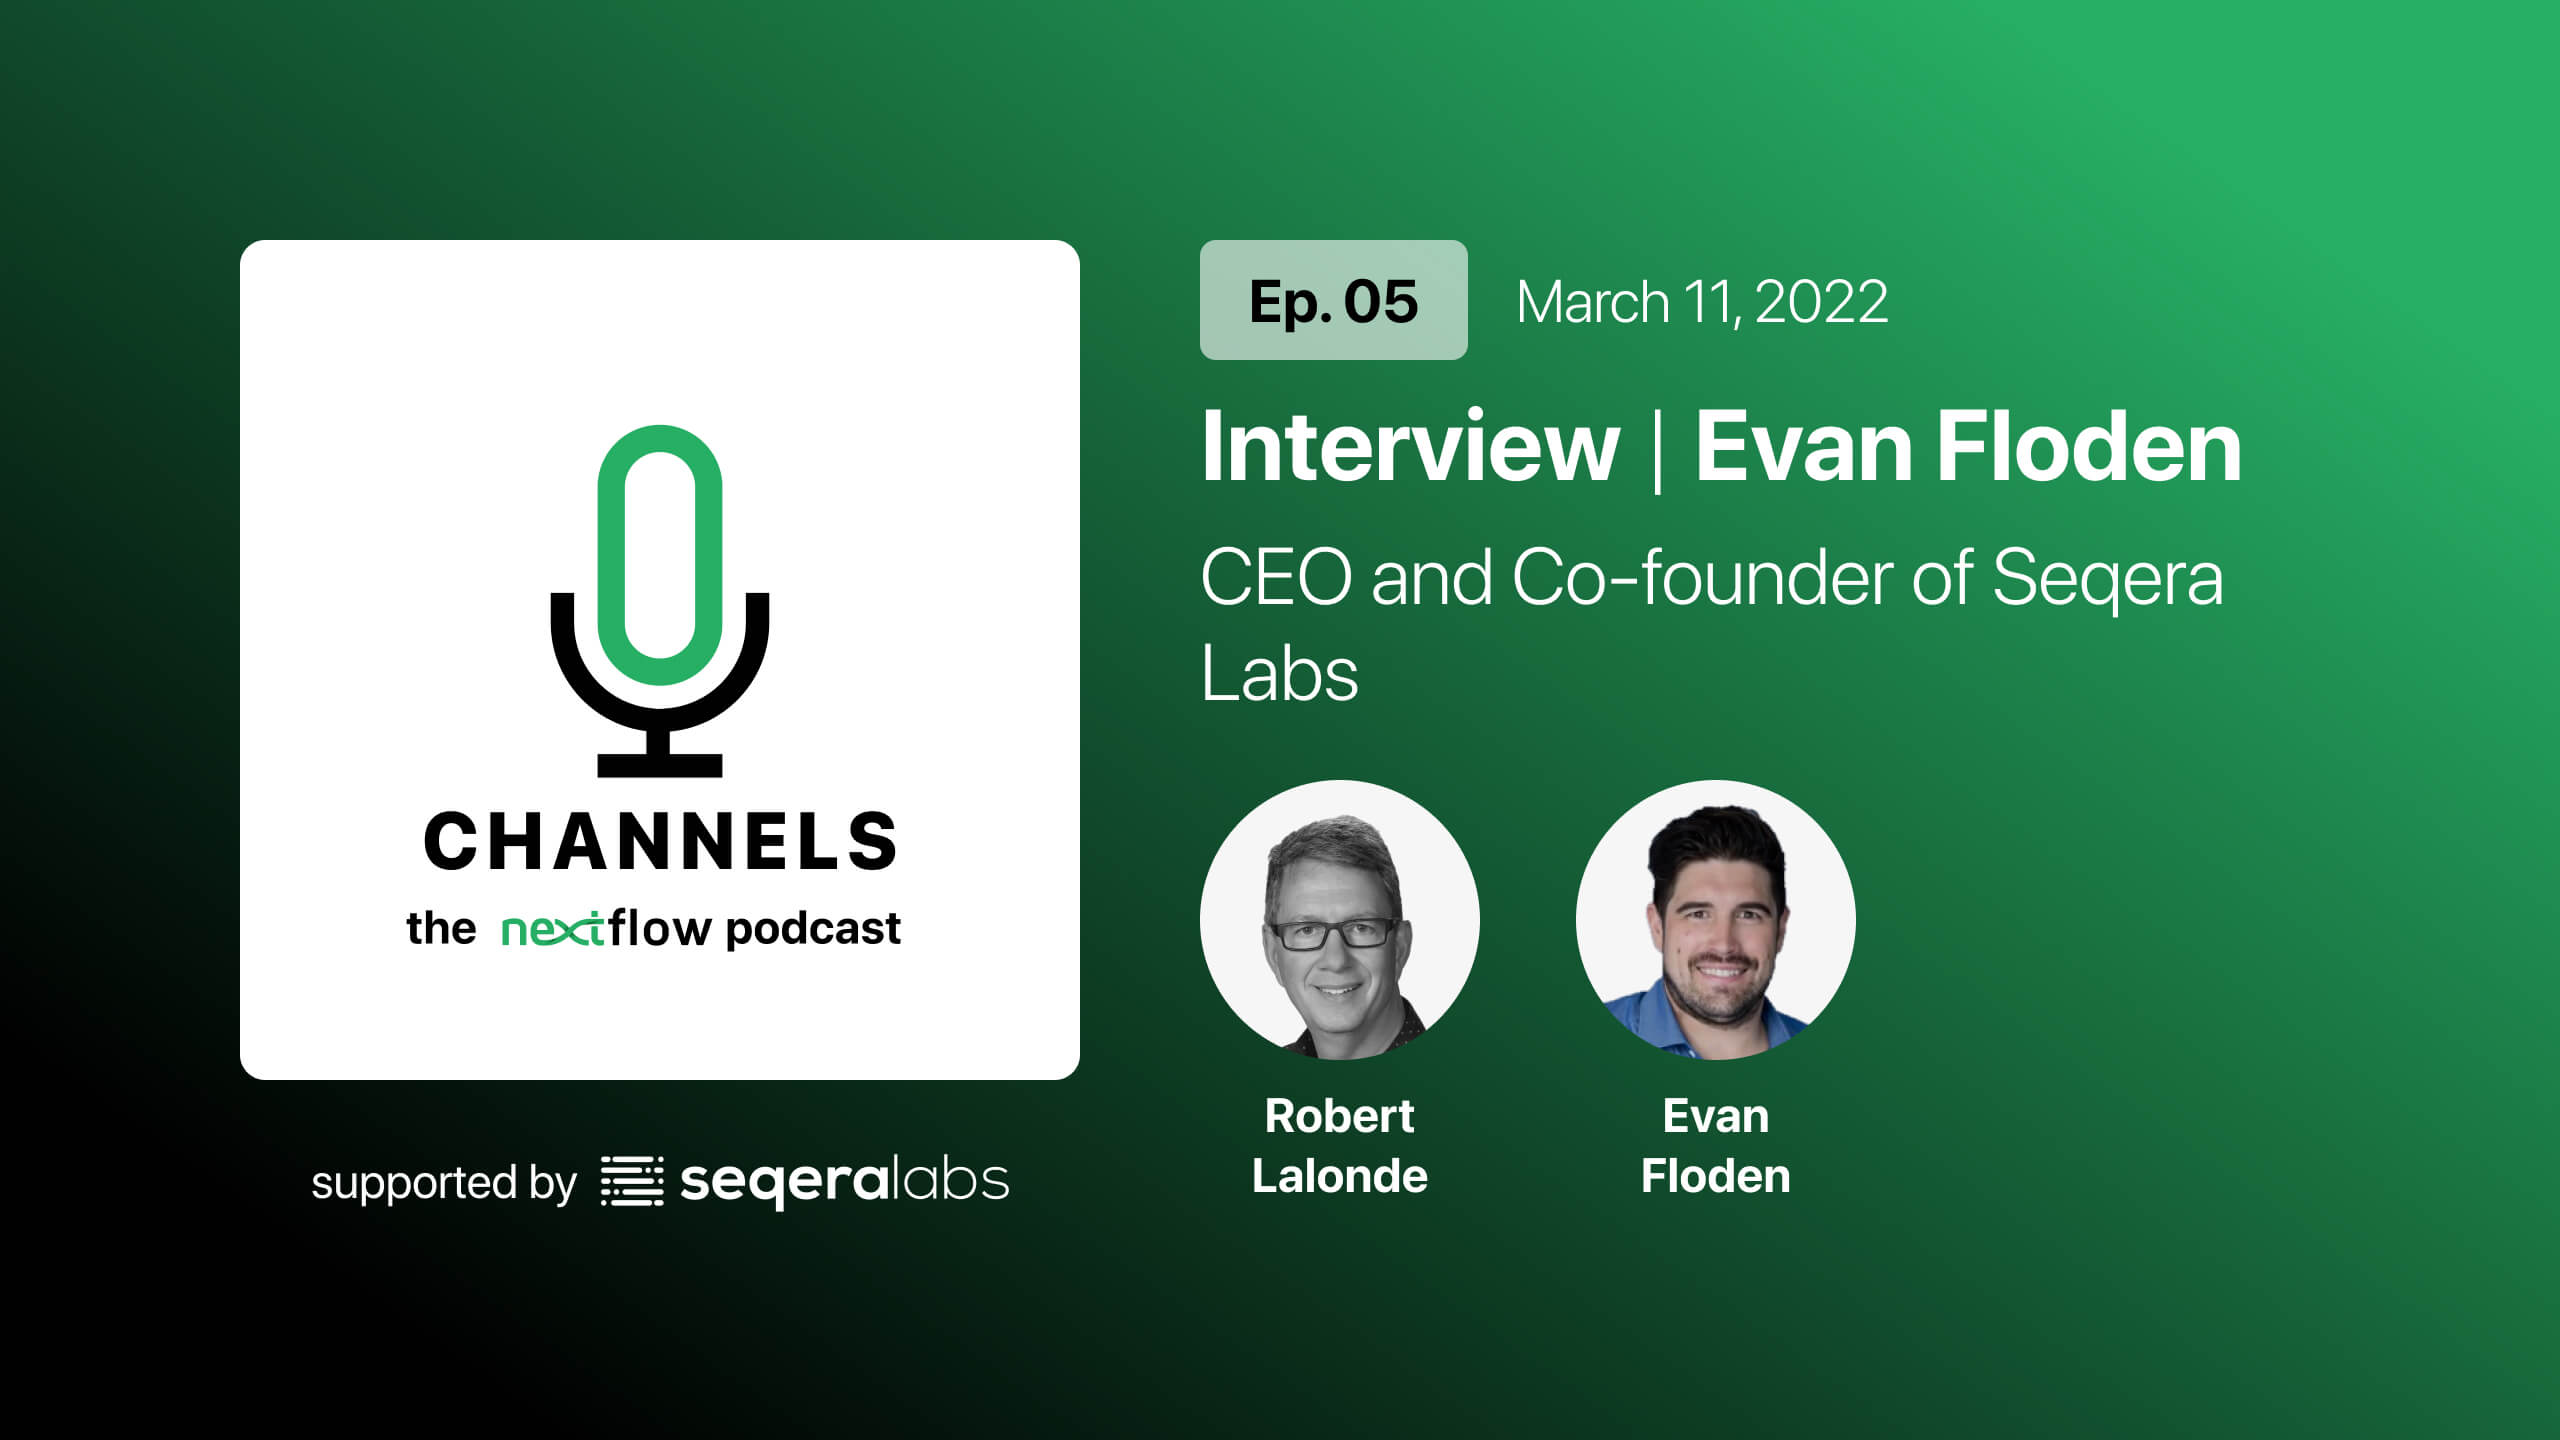 CHANNELS
the nextflow podcast
supported by seqeralabs
Ep. 05
March 11, 2022
Interview | Evan Floden
CEO and Co-founder of Seqera
Labs
Robert
Lalonde
Evan
Floden